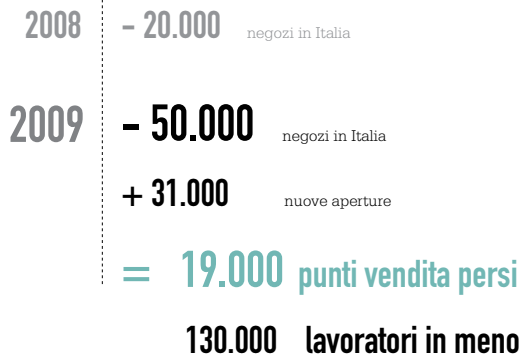 2008 - 20.000 negozi in Italia
2009 - 50.000 negozi in Italia
+ 31.000 nuove aperture
= 19.000 punti vendita persi
130.000 lavoratori in meno